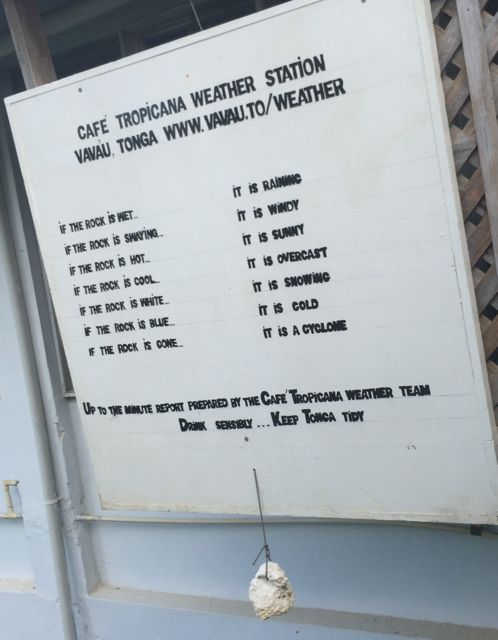 CAFÉ TROPICANA WEATHER STATION
VAVAU, TONGA WWW.VAVAU.TO/WEATHER
iF THE ROCK iS WET... iT iS RAiNiNG
iF THE ROCK iS SWAYiNG... iT iS WiNDY
iF THE ROCK iS HOT... iT iS SUNNY
iF THE ROCK iS COOL... iT iS OVERCAST
iF THE ROCK iS WHiTE... iT iS SNOWiNG
iF THE ROCK iS BLUE... iT iS COLD
iF THE ROCK iS GONE... iT iS A CYCLONE
UP TO THE MiNUTE REPORT PREPARED BY THE CAFÉ TROPiCANA WEATHER TEAM
DRiNK SENSiBLY ... KEEP TONGA TiDY